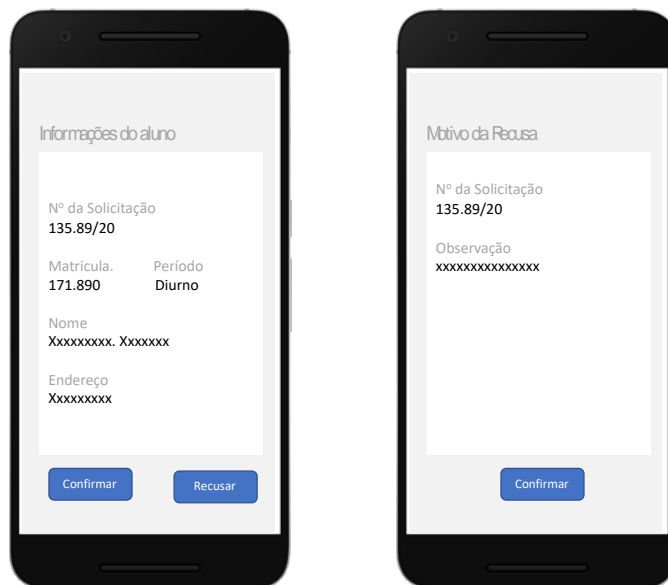 Informações do aluno
Nº da Solicitação
135.89/20
Matricula. Período
171.890 Diurno
Nome
Xxxxxxxxx. Xxxxxxx
Endereço
Xxxxxxxxx
Confirmar Recusar
Motivo da Recusa
Nº da Solicitação
135.89/20
Observação
xxxxxxxxxxxxxxx
Confirmar